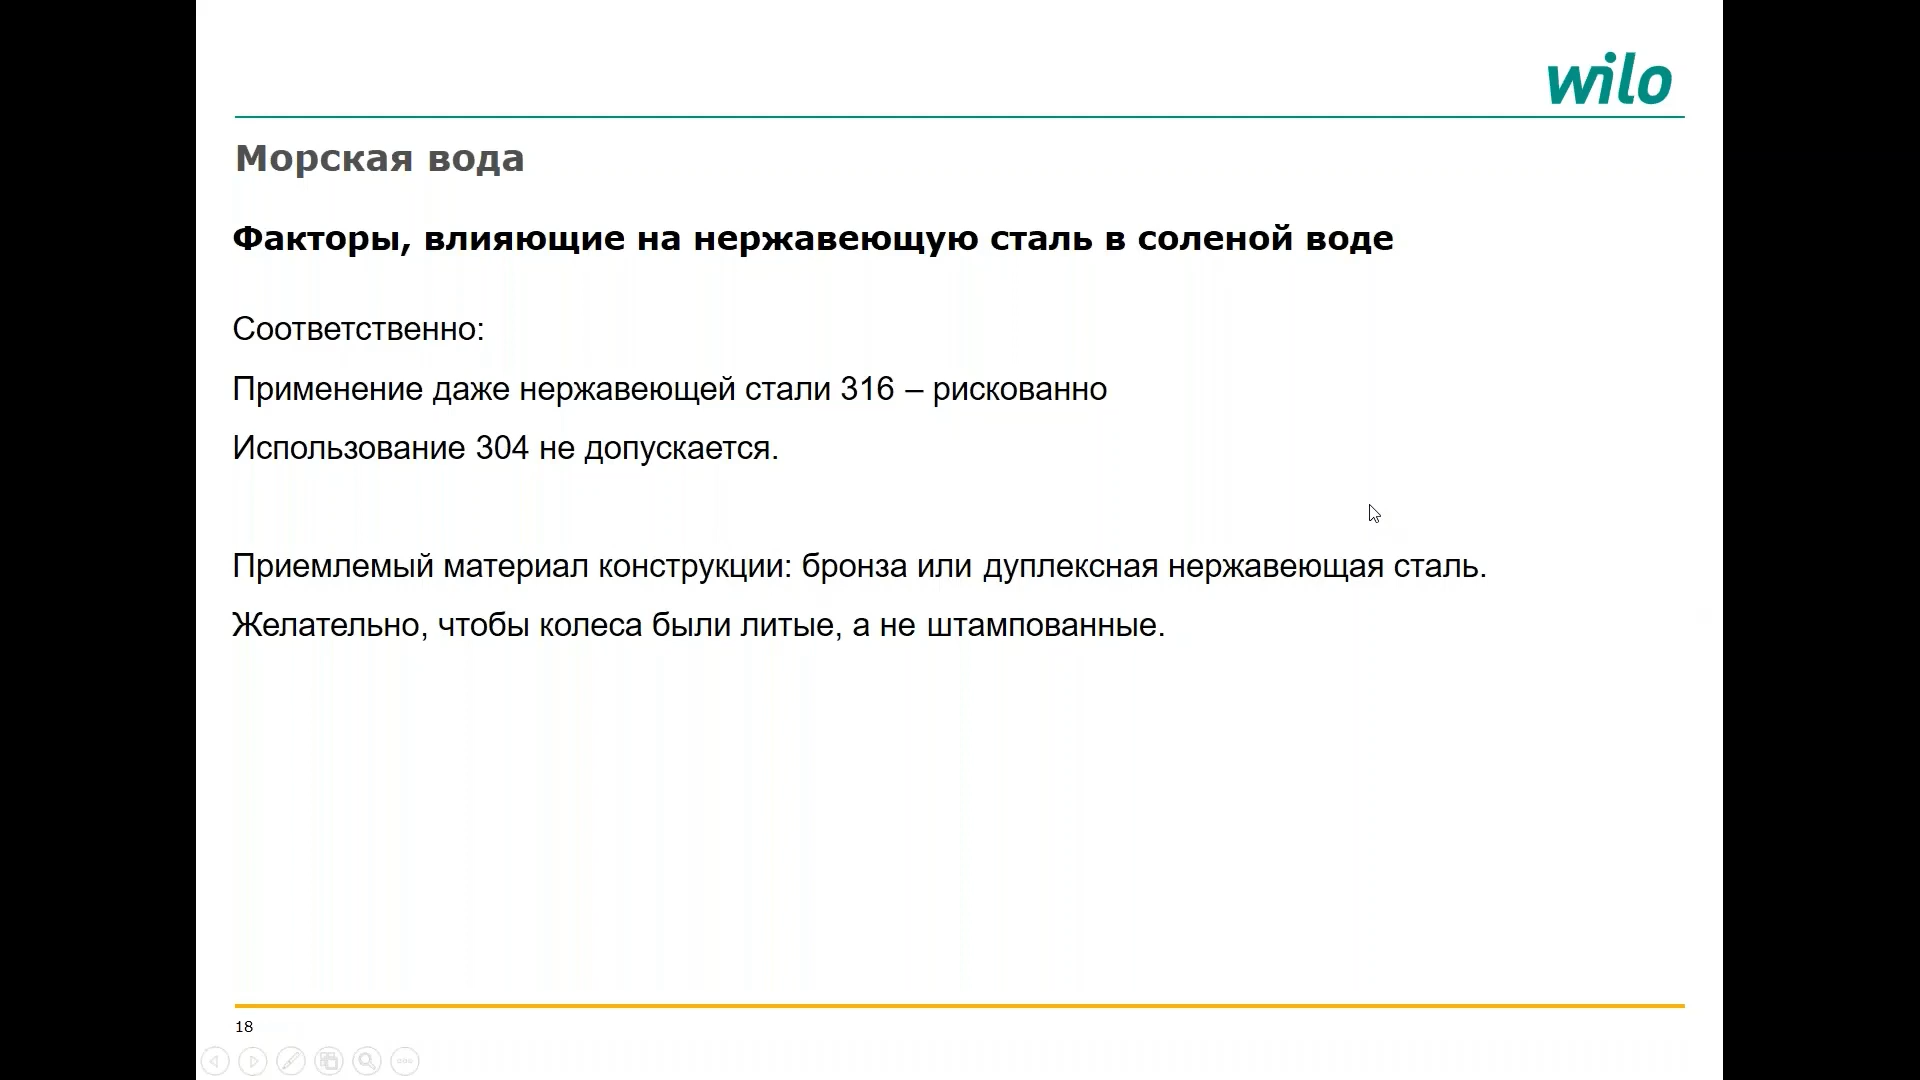 wilo
Морская вода
Факторы, влияющие на нержавеющую сталь в соленой воде
Соответственно:
Применение даже нержавеющей стали 316 – рискованно
Использование 304 не допускается.
Приемлемый материал конструкции: бронза или дуплексная нержавеющая сталь.
Желательно, чтобы колеса были литые, а не штампованные.
18